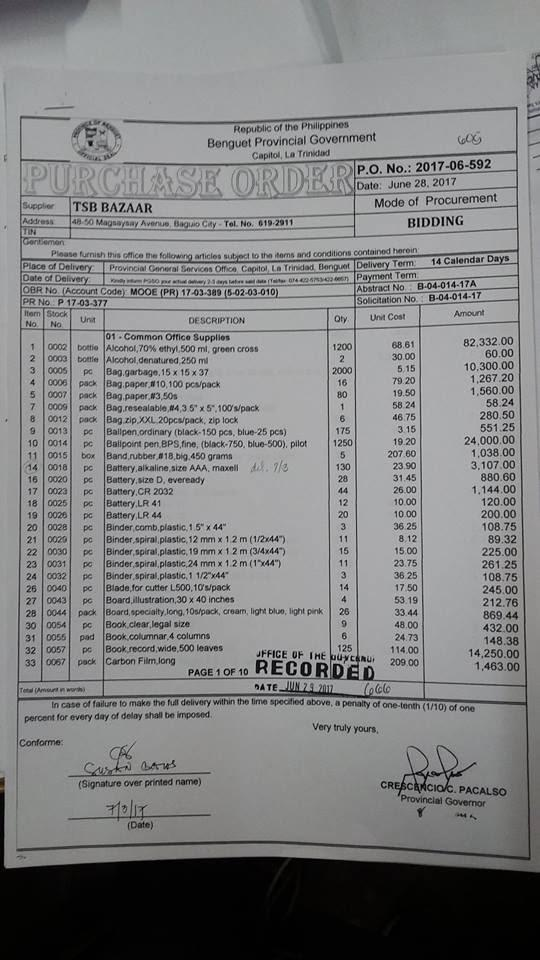 Republic of the Philippines
Benguet Provincial Government
Capitol, La Trinidad
PROVINCE OF BENGUET
OFFICIAL SEAL
606
PURCHASE ORDER
P.O. No.: 2017-06-592
Date: June 28, 2017
Supplier TSB BAZAAR
Mode of Procurement
Address: 48-50 Magsaysay Avenue, Baguio City - Tel. No. 619-2911
BIDDING
TIN
Gentlemen:
Please furnish this office the following articles subject to the items and conditions contained herein:
Place of Delivery: Provincial General Services Office, Capitol, La Trinidad, Benguet Delivery Term: 14 Calendar Days
Date of Delivery: Kindly inform PGSO your actual delivery 2-3 days before said date Payment Term:
OBR No. (Account Code): MOOE (PR) 17-03-389 (5-02-03-010) Abstract No. : B-04-014-17A
PR No.: P 17-03-377 Solicitation No. : B-04-014-17
Item No. Stock No. Unit DESCRIPTION Qty. Unit Cost Amount
01 - Common Office Supplies
1 0002 bottle Alcohol,70% ethyl,500 ml, green cross 1200 68.61 82,332.00
2 0003 bottle Alcohol,denatured,250 ml 2 30.00 60.00
3 0005 pc Bag,garbage,15 x 15 x 37 2000 5.15 10,300.00
4 0006 pack Bag,paper,#10,100 pcs/pack 16 79.20 1,267.20
5 0007 pack Bag,paper,#3,50s 80 19.50 1,560.00
7 0009 pack Bag,resealable,#4,3.5" x 5",100's/pack 1 58.24 58.24
8 0012 pack Bag,zip,XXL,20pcs/pack, zip lock 6 46.75 280.50
9 0013 pc Ballpen,ordinary (black-150 pcs, blue-25 pcs) 175 3.15 551.25
10 0014 pc Ballpoint pen,BPS,fine, (black-750, blue-500), pilot 1250 19.20 24,000.00
11 0015 box Band,rubber,#18,big,450 grams 5 207.60 1,038.00
14 0018 pc Battery,alkaline,size AAA, maxell del. 7/3 130 23.90 3,107.00
16 0020 pc Battery,size D, eveready 28 31.45 880.60
17 0023 pc Battery,CR 2032 44 26.00 1,144.00
18 0025 pc Battery,LR 41 12 10.00 120.00
19 0026 pc Battery,LR 44 20 10.00 200.00
20 0028 pc Binder,comb,plastic,1.5" x 44" 3 36.25 108.75
21 0029 pc Binder,spiral,plastic,12 mm x 1.2 m (1/2x44") 11 8.12 89.32
22 0030 pc Binder,spiral,plastic,19 mm x 1.2 m (3/4x44") 15 15.00 225.00
23 0031 pc Binder,spiral,plastic,24 mm x 1.2 m (1"x44") 11 23.75 261.25
24 0032 pc Binder,spiral,plastic,1 1/2"x44" 3 36.25 108.75
26 0040 pc Blade,for cutter L500,10's/pack 14 17.50 245.00
27 0043 pc Board,illustration,30 x 40 inches 4 53.19 212.76
28 0044 pack Board,specialty,long,10s/pack, cream, light blue, light pink 26 33.44 869.44
30 0054 pc Book,clear,legal size 9 48.00 432.00
31 0055 pad Book,columnar,4 columns 6 24.73 148.38
32 0057 pc Book,record,wide,500 leaves 125 114.00 14,250.00
33 0067 pack Carbon Film,long 209.00 1,463.00
OFFICE OF THE GOVERNOR
PAGE 1 OF 10 RECORDED
Total (Amount in words) DATE JUN 29 2017 6666
In case of failure to make the full delivery within the time specified above, a penalty of one-tenth (1/10) of one
percent for every day of delay shall be imposed.
Very truly yours,
Conforme:
(Signature over printed name)
CRESCENCIO C. PACALSO
Provincial Governor
7/3/17
(Date)